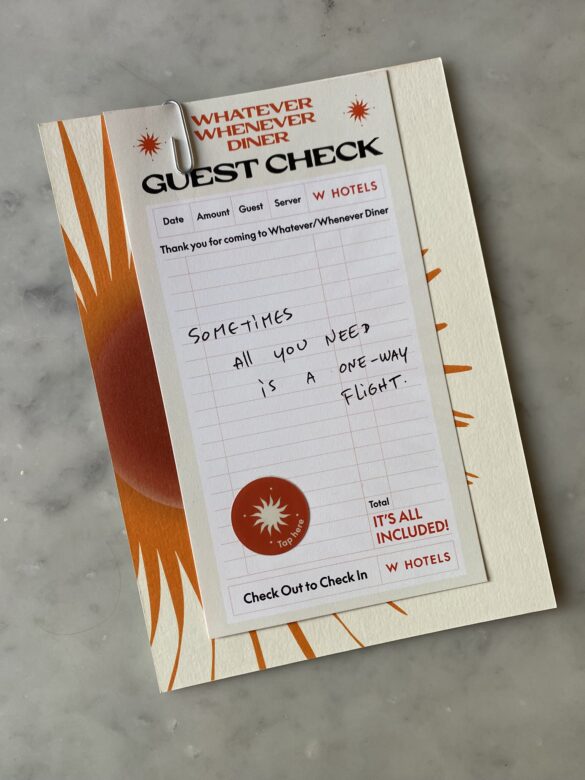 WHATEVER
WHENEVER
DINER
GUEST CHECK
Date Amount Guest Server W HOTELS
Thank you for coming to Whatever/Whenever Diner
SOMETIMES
All YOU NEED
iS A ONE-WAY
FLiGHT.
Tap here
Total
IT'S ALL
INCLUDED!
Check Out to Check In W HOTELS